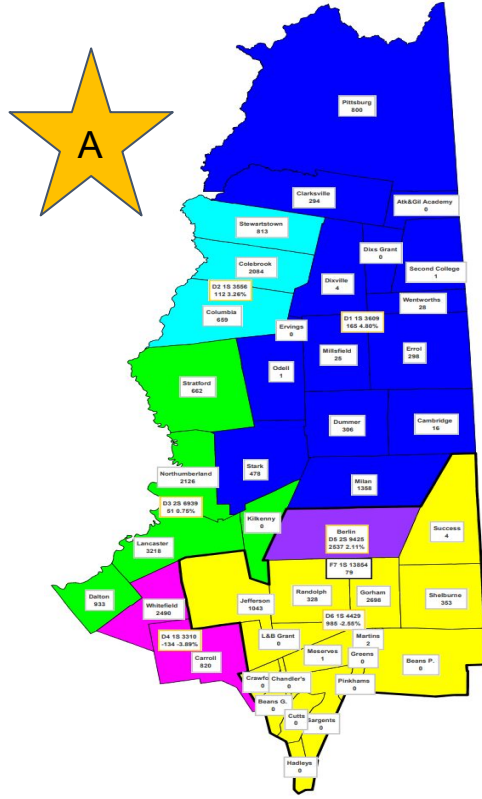 A
Pittsburg
800
Clarksville
294
Atk&Gil Academy
0
Stewartstown
813
Dixs Grant
0
Colebrook
2084
Second College
1
Dixville
4
D2 1S 3556
112 3.26%
Wentworths
28
Columbia
659
D1 1S 3609
165 4.80%
Ervings
0
Millsfield
25
Errol
298
Odell
1
Stratford
662
Dummer
306
Cambridge
16
Stark
478
Northumberland
2126
Milan
1358
D3 2S 6939
51 0.75%
Kilkenny
0
Berlin
D5 2S 9425
2537 2.11%
Success
4
Lancaster
3218
F7 1S 13854
79
Dalton
933
Whitefield
2490
Jefferson
1043
Randolph
328
Gorham
2698
Shelburne
353
D6 1S 4429
985 -2.55%
D4 1S 3310
-134 -3.89%
L&B Grant
0
Martins
2
Carroll
820
Meserves
1
Greens
0
Beans P.
0
Crawfo
0
Chandler's
0
Pinkhams
0
Beans G.
0
Cutts
0
Sargents
0
Hadleys
0